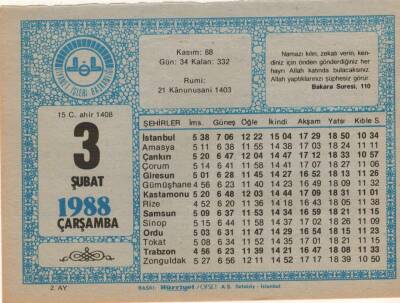 DİYANET İŞLERİ BAŞKANLIĞI
Kasım: 88
Gün: 34 Kalan: 332
Rumi:
21 Kânunusani 1403
Namazı kılın, zekatı verin, ken-
diniz için önden gönderdiğiniz her
hayrı Allah katında bulacaksınız.
Allah yaptıklarınızı şüphesiz görür.
Bakara Suresi, 110
15 C. ahir 1408
3
ŞUBAT
1988
ÇARŞAMBA
2. AY
ŞEHİRLER İms. Güneş Öğle İkindi Akşam Yatsı Kıble S.
İstanbul 5 38 7 06 12 22 15 04 17 29 18 50 10 34
Amasya 5 11 6 38 11 55 14 38 17 03 18 24 11 11
Çankırı 5 20 6 47 12 04 14 47 17 12 18 33 10 57
Çorum 5 14 6 41 11 58 14 41 17 07 18 27 11 06
Giresun 5 01 6 28 11 45 14 27 16 52 18 13 11 26
Gümüşhane 4 56 6 23 11 40 14 23 16 49 18 09 11 32
Kastamonu 5 20 6 48 12 03 14 44 17 09 18 31 11 01
Rize 4 52 6 20 11 36 14 18 16 43 18 05 11 38
Samsun 5 09 6 37 11 53 14 34 16 59 18 21 11 15
Sinop 5 15 6 44 11 58 14 39 17 02 18 26 11 09
Ordu 5 03 6 31 11 47 14 29 16 54 18 15 11 23
Tokat 5 08 6 34 11 52 14 35 17 01 18 21 11 15
Trabzon 4 56 6 23 11 39 14 21 16 47 18 08 11 33
Zonguldak 5 27 6 56 12 11 14 52 17 17 18 39 10 50
BASKI: Hürriyet/OFSET A.Ş. Sefaköy - İstanbul